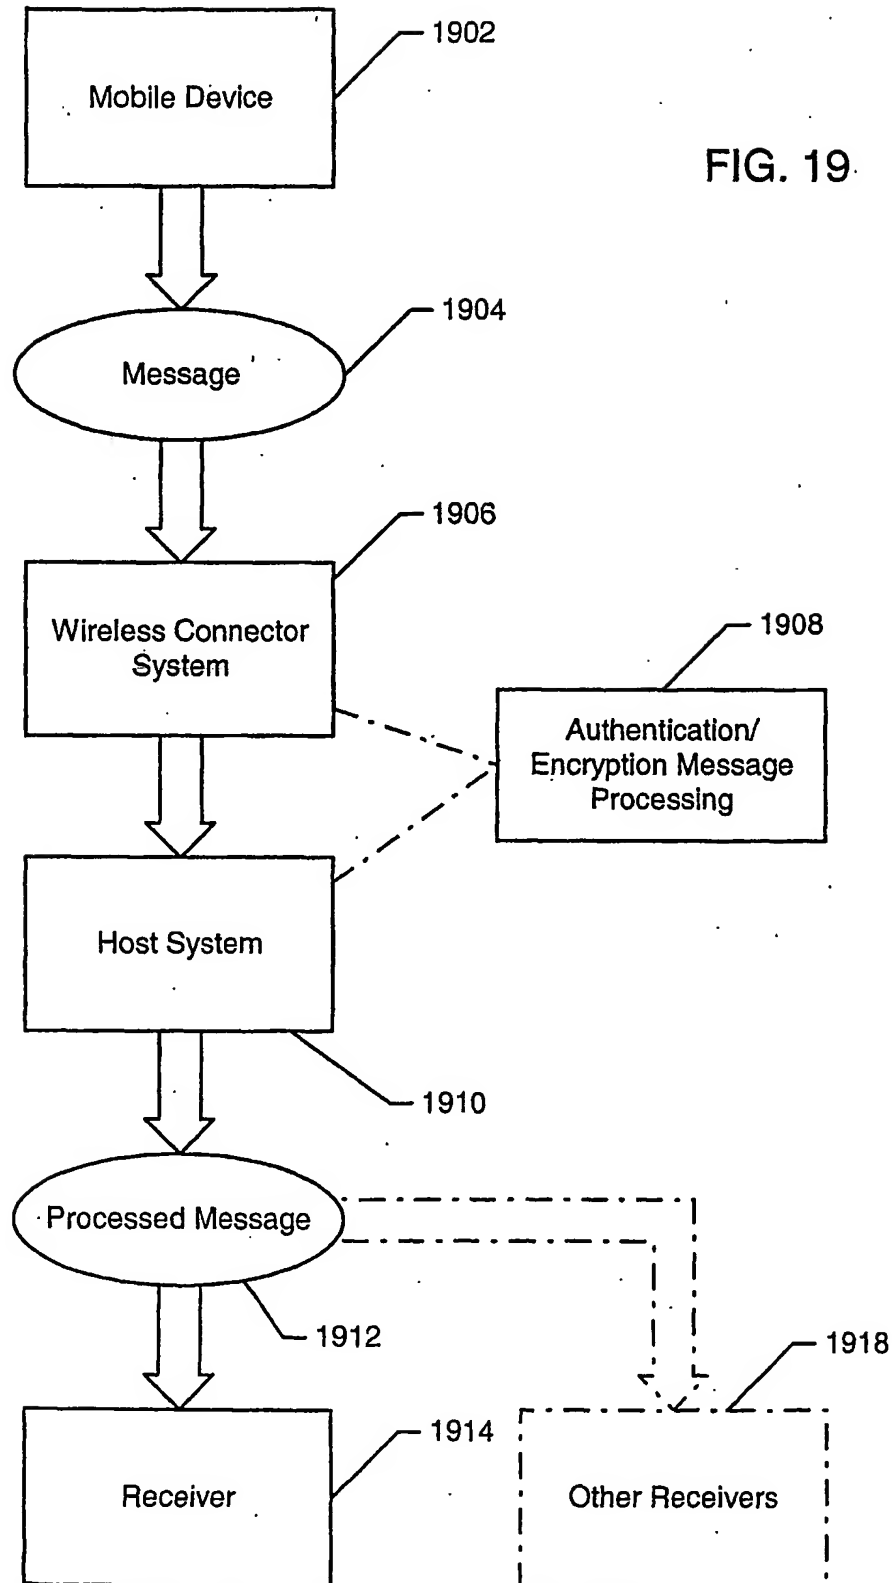 1902
Mobile Device
FIG. 19
1904
Message
1906
Wireless Connector
System
1908
Authentication/
Encryption Message
Processing
Host System
1910
Processed Message
1912
1918
1914
Receiver
Other Receivers